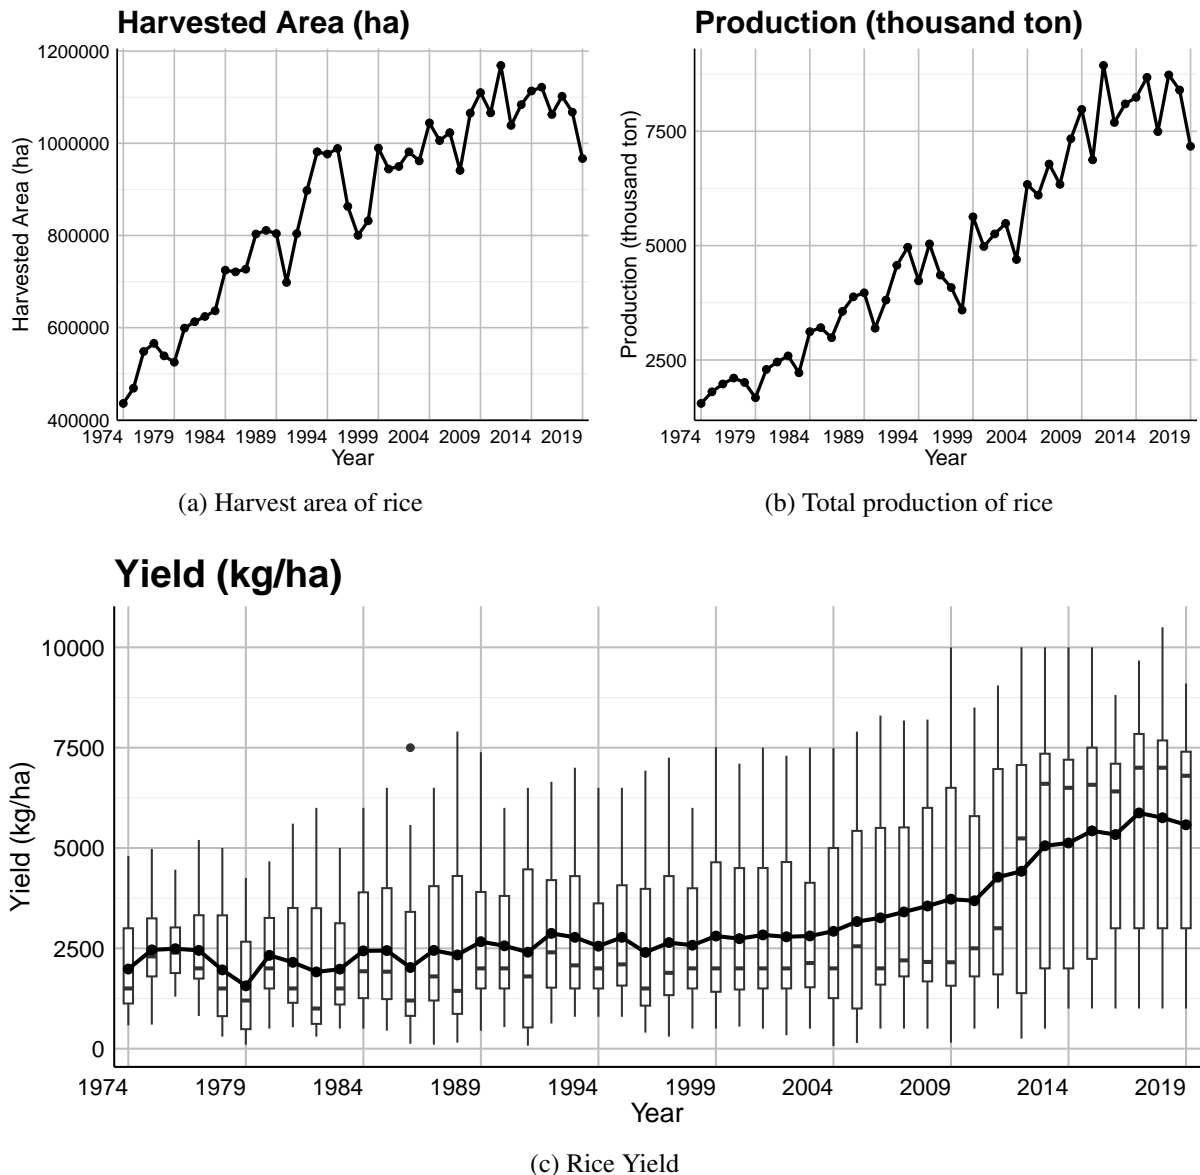 Harvested Area (ha)
Harvested Area (ha)
1200000
1000000
800000
600000
400000
1974 1979 1984 1989 1994 1999 2004 2009 2014 2019
Year
(a) Harvest area of rice
Production (thousand ton)
Production (thousand ton)
7500
5000
2500
1974 1979 1984 1989 1994 1999 2004 2009 2014 2019
Year
(b) Total production of rice
Yield (kg/ha)
Yield (kg/ha)
10000
7500
5000
2500
0
1974 1979 1984 1989 1994 1999 2004 2009 2014 2019
Year
(c) Rice Yield